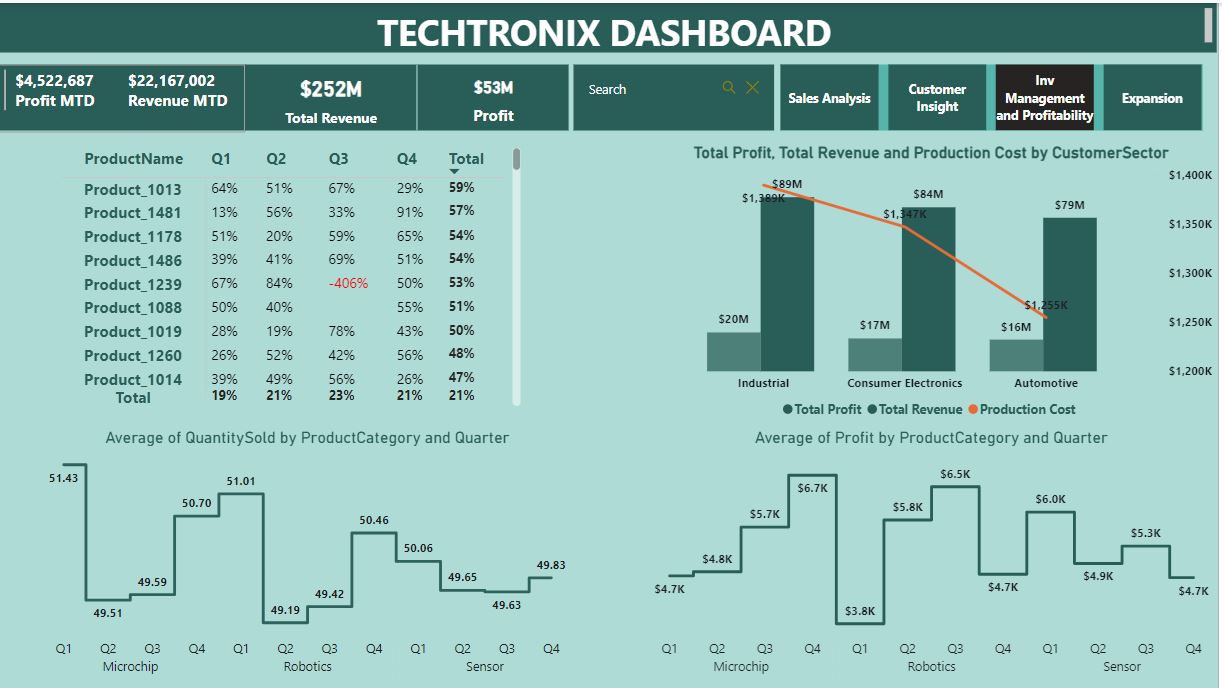 TECHTRONIX DASHBOARD
$4,522,687
Profit MTD
$22,167,002
Revenue MTD
$252M
Total Revenue
$53M
Profit
Search
Sales Analysis
Customer
Insight
Inv
Management
and Profitability
Expansion
ProductName Q1 Q2 Q3 Q4 Total
Product_1013 64% 51% 67% 29% 59%
Product_1481 13% 56% 33% 91% 57%
Product_1178 51% 20% 59% 65% 54%
Product_1486 39% 41% 69% 51% 54%
Product_1239 67% 84% -406% 50% 53%
Product_1088 50% 40% 55% 51%
Product_1019 28% 19% 78% 43% 50%
Product_1260 26% 52% 42% 56% 48%
Product_1014 39% 49% 56% 26% 47%
Total 19% 21% 23% 21% 21%
Total Profit, Total Revenue and Production Cost by CustomerSector
$1,400K
$1,350K
$1,300K
$1,250K
$1,200K
$89M
$1,389K
$84M
$1,347K
$79M
$1,255K
$20M
$17M
$16M
Industrial Consumer Electronics Automotive
Total Profit Total Revenue Production Cost
Average of QuantitySold by ProductCategory and Quarter
51.43
49.51
49.59
50.70
51.01
49.19
49.42
50.46
50.06
49.65
49.63
49.83
Q1 Q2 Q3 Q4 Q1 Q2 Q3 Q4 Q1 Q2 Q3 Q4
Microchip Robotics Sensor
Average of Profit by ProductCategory and Quarter
$4.7K
$4.8K
$5.7K
$6.7K
$3.8K
$5.8K
$6.5K
$4.7K
$6.0K
$4.9K
$5.3K
$4.7K
Q1 Q2 Q3 Q4 Q1 Q2 Q3 Q4 Q1 Q2 Q3 Q4
Microchip Robotics Sensor